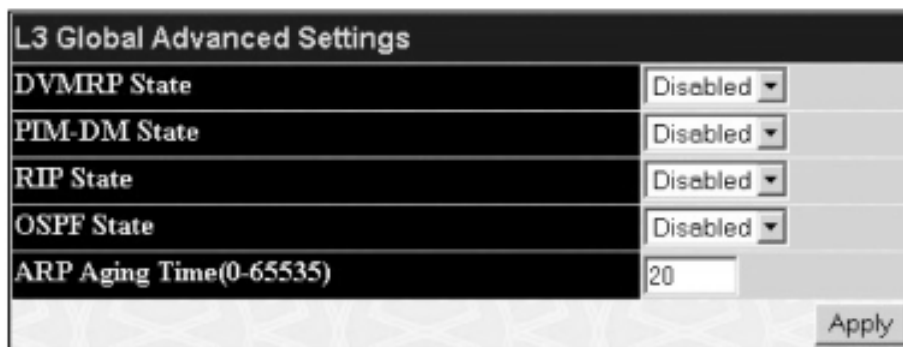 L3 Global Advanced Settings
DVMRP State Disabled
PIM-DM State Disabled
RIP State Disabled
OSPF State Disabled
ARP Aging Time(0-65535) 20
Apply